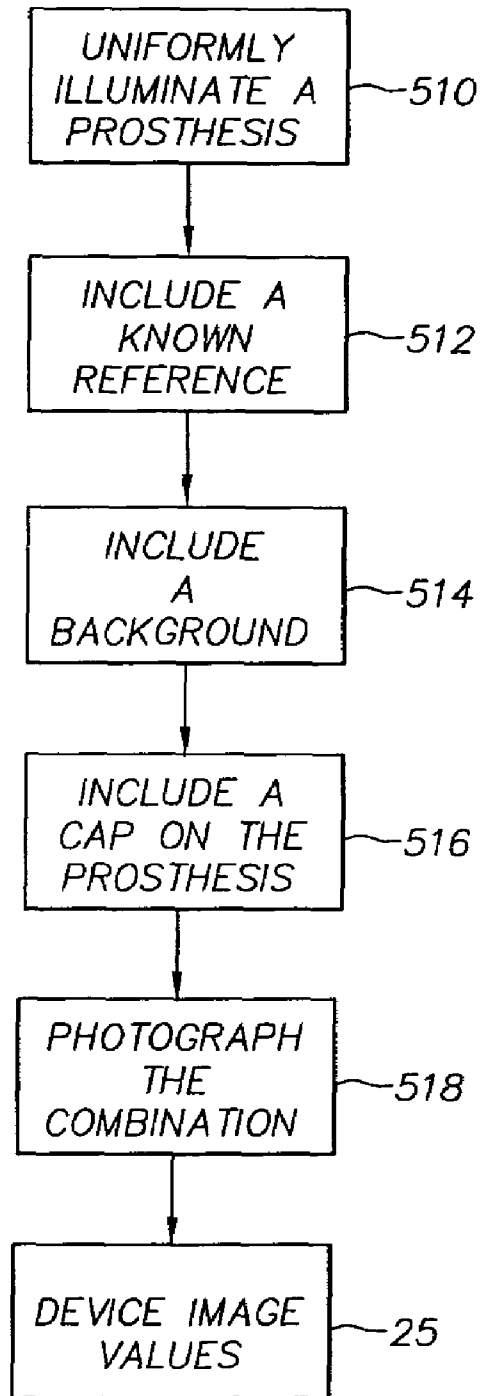 UNIFORMLY
ILLUMINATE A
PROSTHESIS
510
INCLUDE A
KNOWN
REFERENCE
512
INCLUDE
A
BACKGROUND
514
INCLUDE A
CAP ON THE
PROSTHESIS
516
PHOTOGRAPH
THE
COMBINATION
518
DEVICE IMAGE
VALUES
25